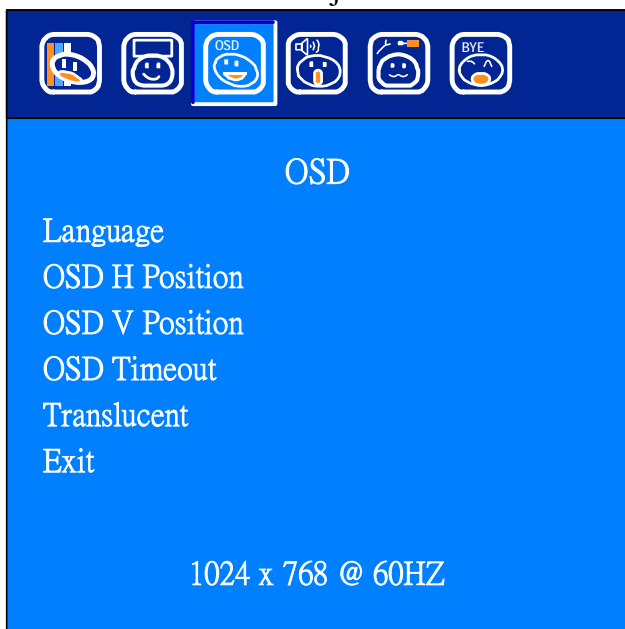 OSD
BYE
OSD
Language
OSD H Position
OSD V Position
OSD Timeout
Translucent
Exit
1024 x 768 @ 60HZ